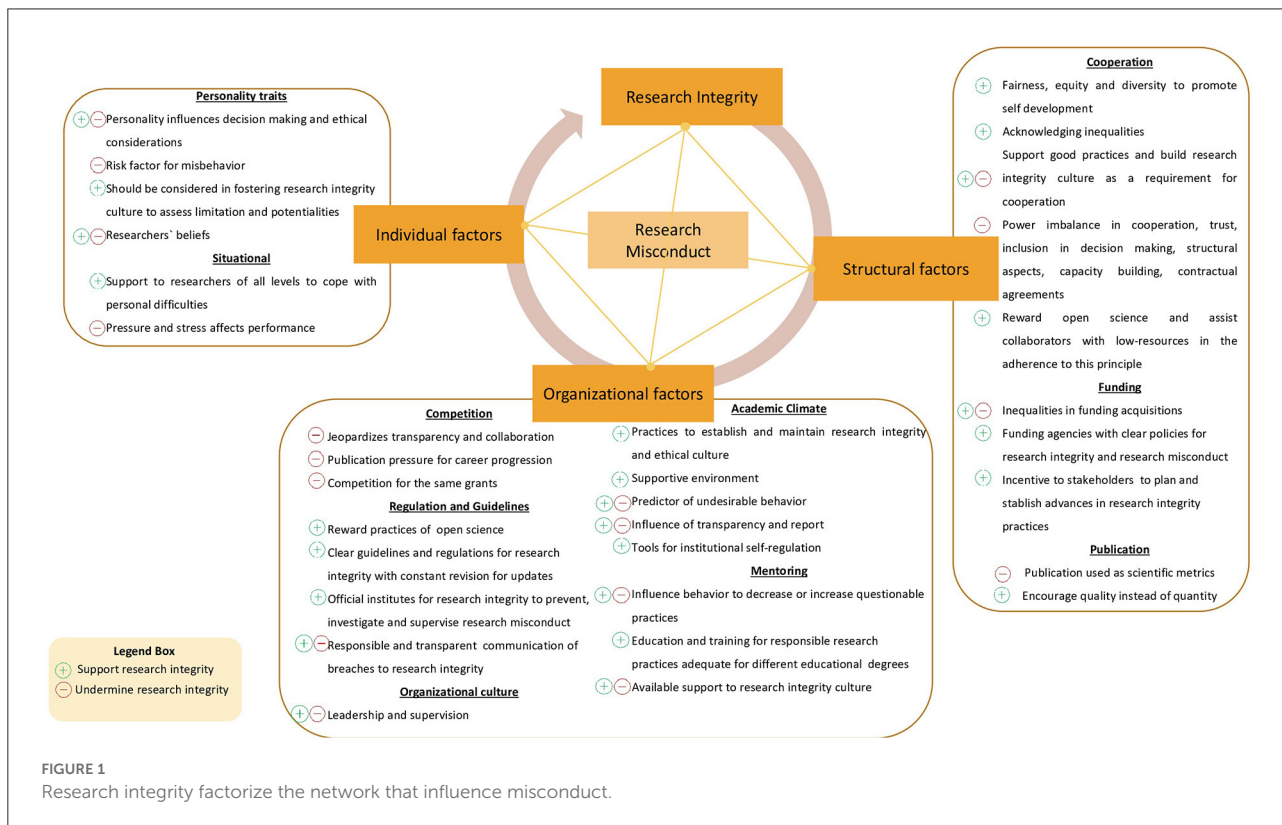 Research Integrity
Individual factors
Research
Misconduct
Structural factors
Organizational factors
Personality traits
Personality influences decision making and ethical
considerations
Risk factor for misbehavior
Should be considered in fostering research integrity
culture to assess limitation and potentialities
Researchers` beliefs
Situational
Support to researchers of all levels to cope with
personal difficulties
Pressure and stress affects performance
Cooperation
Fairness, equity and diversity to promote
self development
Acknowledging inequalities
Support good practices and build research
integrity culture as a requirement for
cooperation
Power imbalance in cooperation, trust,
inclusion in decision making, structural
aspects, capacity building, contractual
agreements
Reward open science and assist
collaborators with low-resources in the
adherence to this principle
Funding
Inequalities in funding acquisitions
Funding agencies with clear policies for
research integrity and research misconduct
Incentive to stakeholders to plan and
stablish advances in research integrity
practices
Publication
Publication used as scientific metrics
Encourage quality instead of quantity
Competition
Jeopardizes transparency and collaboration
Publication pressure for career progression
Competition for the same grants
Regulation and Guidelines
Reward practices of open science
Clear guidelines and regulations for research
integrity with constant revision for updates
Official institutes for research integrity to prevent,
investigate and supervise research misconduct
Responsible and transparent communication of
breaches to research integrity
Organizational culture
Leadership and supervision
Academic Climate
Practices to establish and maintain research integrity
and ethical culture
Supportive environment
Predictor of undesirable behavior
Influence of transparency and report
Tools for institutional self-regulation
Mentoring
Influence behavior to decrease or increase questionable
practices
Education and training for responsible research
practices adequate for different educational degrees
Available support to research integrity culture
Legend Box
Support research integrity
Undermine research integrity
FIGURE 1
Research integrity factorize the network that influence misconduct.